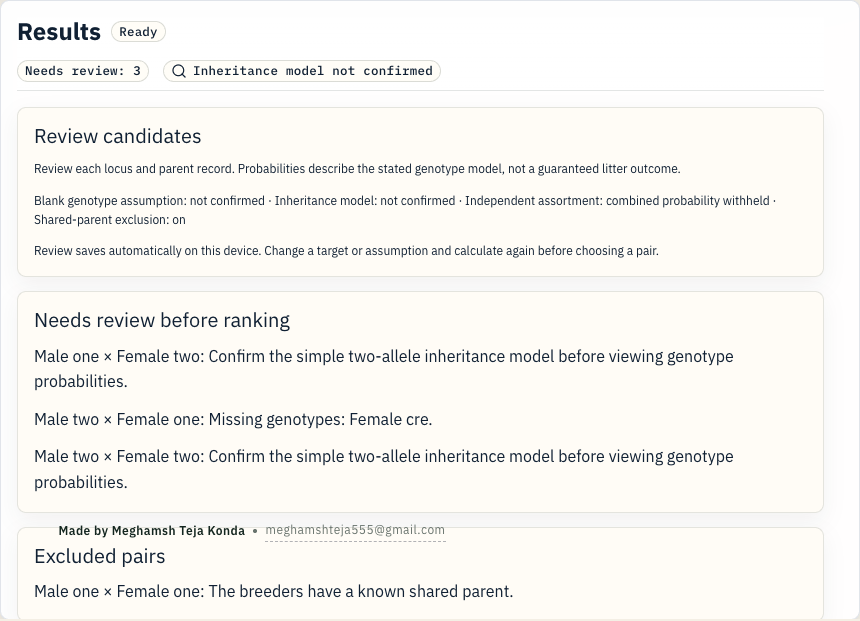 Results
Ready
Needs review: 3
Inheritance model not confirmed
Review candidates
Review each locus and parent record. Probabilities describe the stated genotype model, not a guaranteed litter outcome.
Blank genotype assumption: not confirmed · Inheritance model: not confirmed · Independent assortment: combined probability withheld ·
Shared-parent exclusion: on
Review saves automatically on this device. Change a target or assumption and calculate again before choosing a pair.
Needs review before ranking
Male one × Female two: Confirm the simple two-allele inheritance model before viewing genotype
probabilities.
Male two × Female one: Missing genotypes: Female cre.
Male two × Female two: Confirm the simple two-allele inheritance model before viewing genotype
probabilities.
Made by Meghamsh Teja Konda • meghamshteja555@gmail.com
Excluded pairs
Male one × Female one: The breeders have a known shared parent.